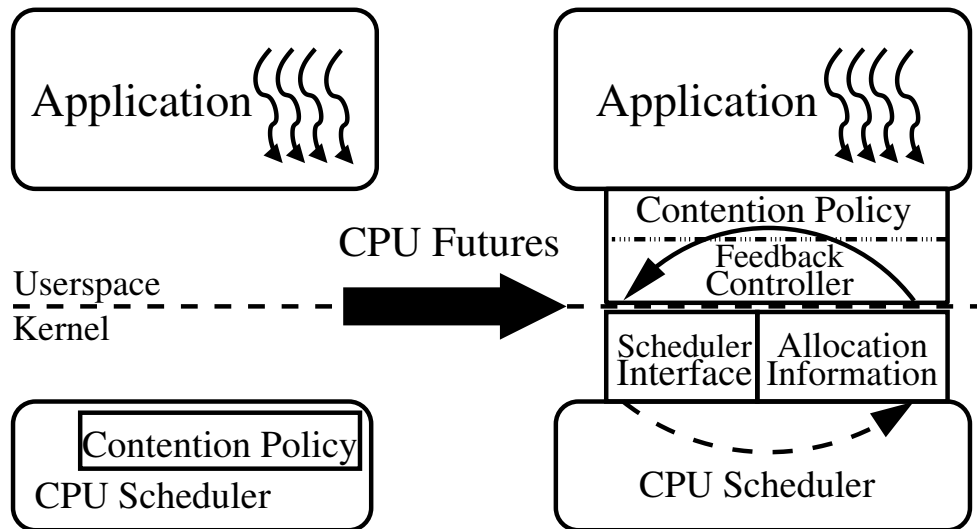 Application
Userspace
Kernel
Contention Policy
CPU Scheduler
CPU Futures
Application
Contention Policy
Feedback
Controller
Scheduler
Interface
Allocation
Information
CPU Scheduler